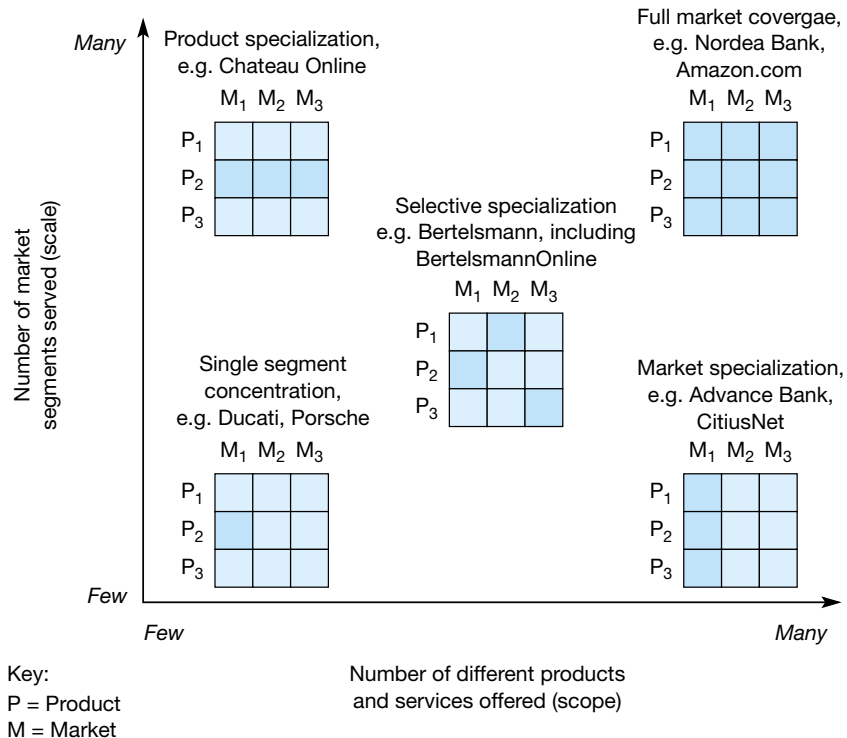 Many
Product specialization,
e.g. Chateau Online
M₁ M₂ M₃
P₁
P₂
P₃
Full market covergae,
e.g. Nordea Bank,
Amazon.com
M₁ M₂ M₃
P₁
P₂
P₃
Number of market
segments served (scale)
Selective specialization
e.g. Bertelsmann, including
BertelsmannOnline
M₁ M₂ M₃
P₁
P₂
P₃
Single segment
concentration,
e.g. Ducati, Porsche
M₁ M₂ M₃
P₁
P₂
P₃
Market specialization,
e.g. Advance Bank,
CitiusNet
M₁ M₂ M₃
P₁
P₂
P₃
Few
Few
Many
Key:
P = Product
M = Market
Number of different products
and services offered (scope)